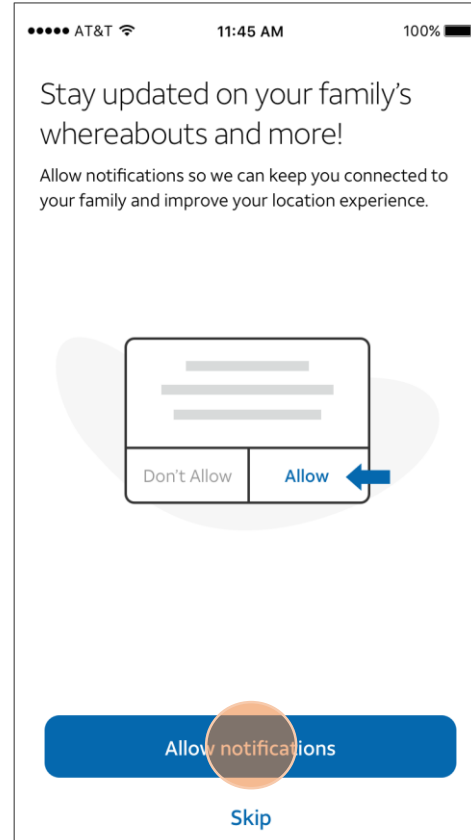 AT&T 11:45 AM 100%
Stay updated on your family's
whereabouts and more!
Allow notifications so we can keep you connected to
your family and improve your location experience.
Don't Allow Allow
Allow notifications
Skip